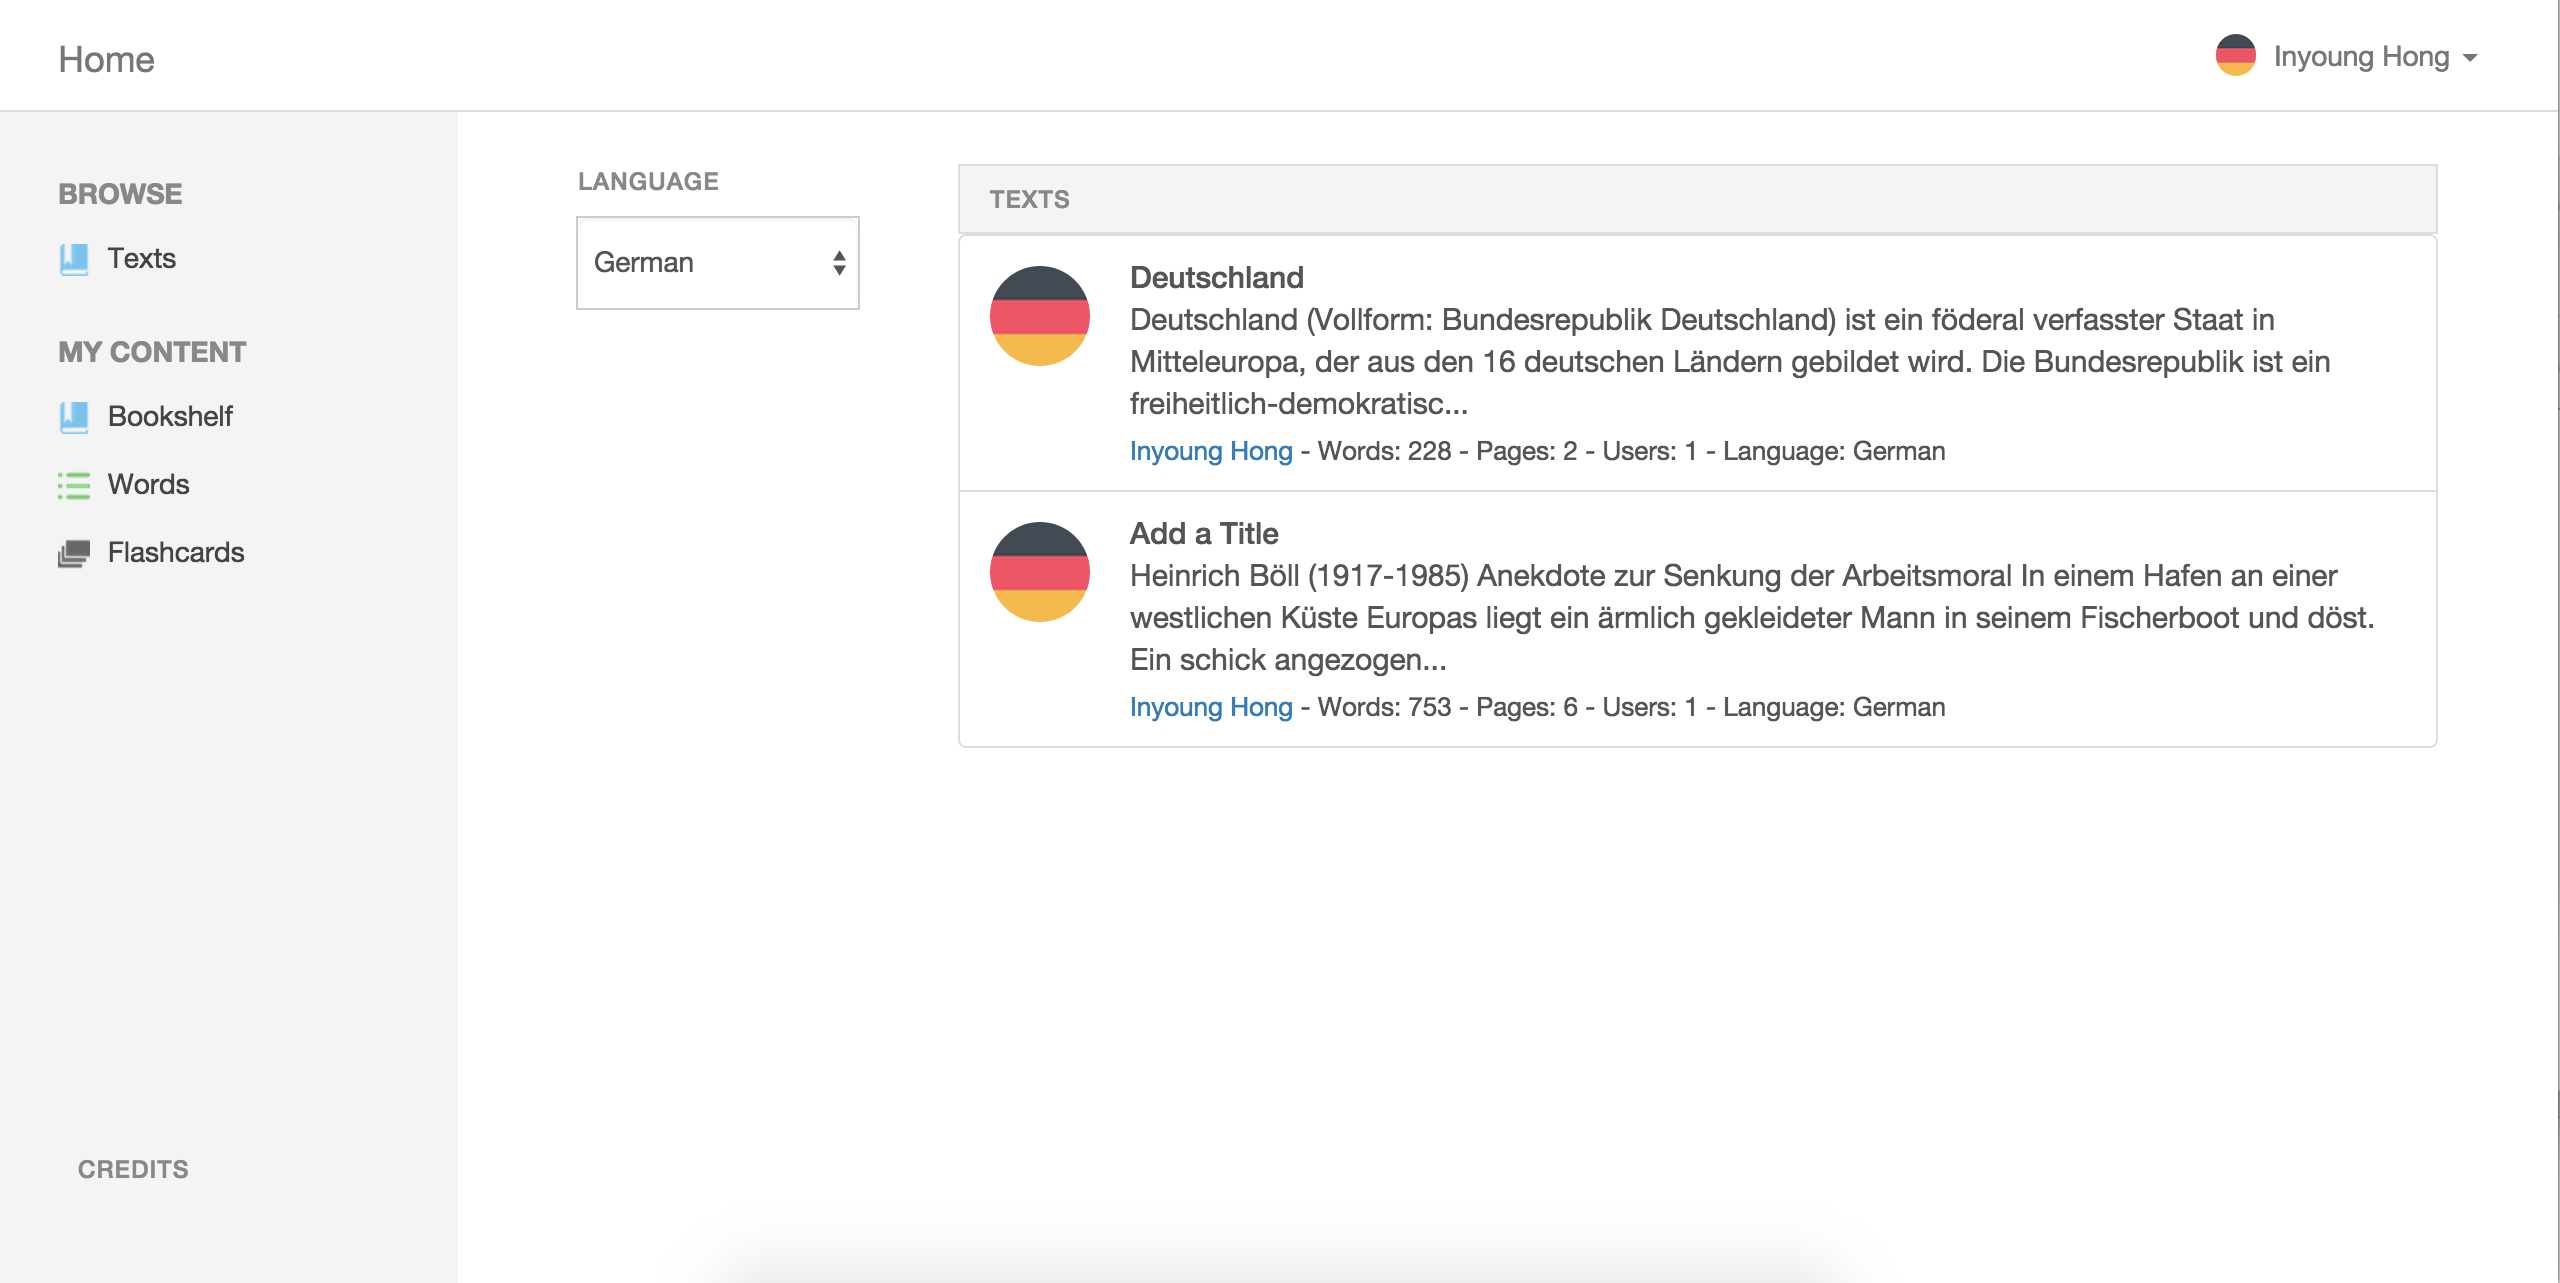 Home
Inyoung Hong
BROWSE
Texts
MY CONTENT
Bookshelf
Words
Flashcards
CREDITS
LANGUAGE
German
TEXTS
Deutschland
Deutschland (Vollform: Bundesrepublik Deutschland) ist ein föderal verfasster Staat in
Mitteleuropa, der aus den 16 deutschen Ländern gebildet wird. Die Bundesrepublik ist ein
freiheitlich-demokratisc...
Inyoung Hong - Words: 228 - Pages: 2 - Users: 1 - Language: German
Add a Title
Heinrich Böll (1917-1985) Anekdote zur Senkung der Arbeitsmoral In einem Hafen an einer
westlichen Küste Europas liegt ein ärmlich gekleideter Mann in seinem Fischerboot und döst.
Ein schick angezogen...
Inyoung Hong - Words: 753 - Pages: 6 - Users: 1 - Language: German